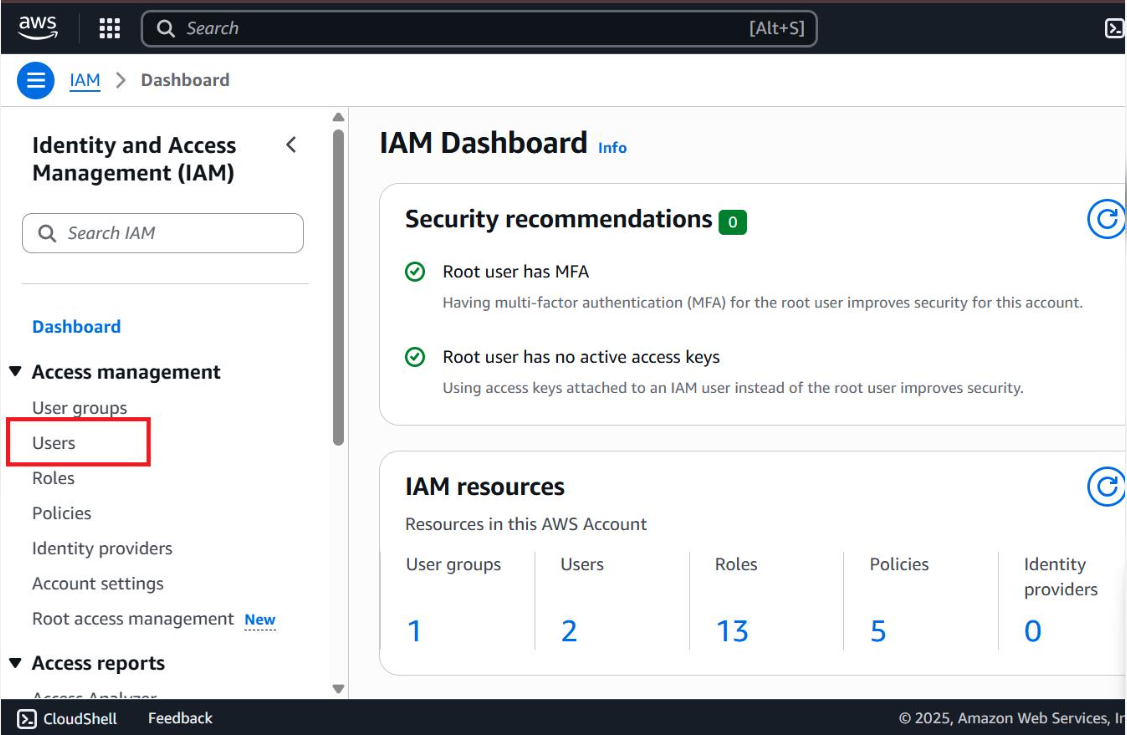 aws
Search [Alt+S]
IAM > Dashboard
Identity and Access
Management (IAM)
Search IAM
Dashboard
Access management
User groups
Users
Roles
Policies
Identity providers
Account settings
Root access management New
Access reports
Access Analyzer
IAM Dashboard Info
Security recommendations 0
Root user has MFA
Having multi-factor authentication (MFA) for the root user improves security for this account.
Root user has no active access keys
Using access keys attached to an IAM user instead of the root user improves security.
IAM resources
Resources in this AWS Account
User groups
1
Users
2
Roles
13
Policies
5
Identity
providers
0
CloudShell Feedback
© 2025, Amazon Web Services,